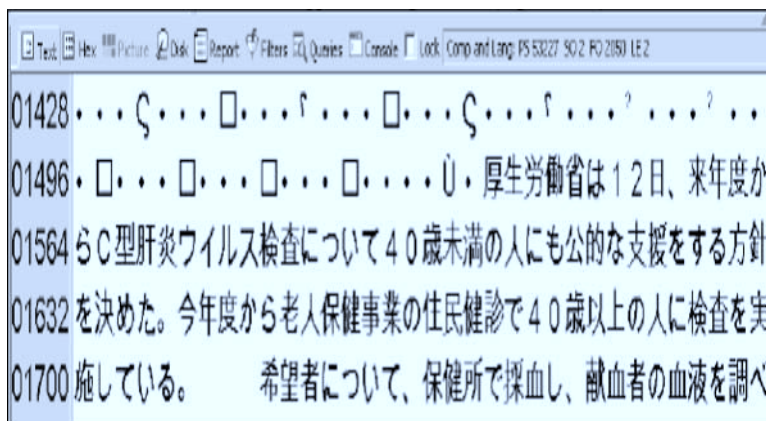 Text Hex Picture Disk Report Filters Queries Console Lock Comp and Lang: PS 53227 SO 2 FO 2050 LE 2
01428 · · · ς · · · □ · · · ؟ · · · □ · · · ς · · · ؟ · · · ? · · · ? · ·
01496 · □ · · · □ · · · □ · · · □ · · · · Ù · 厚生労働省は12日、来年度か
01564 らC型肝炎ウイルス検査について40歳未満の人にも公的な支援をする方針
01632 を決めた。今年度から老人保健事業の住民健診で40歳以上の人に検査を実
01700 施している。 希望者について、保健所で採血し、献血者の血液を調べ